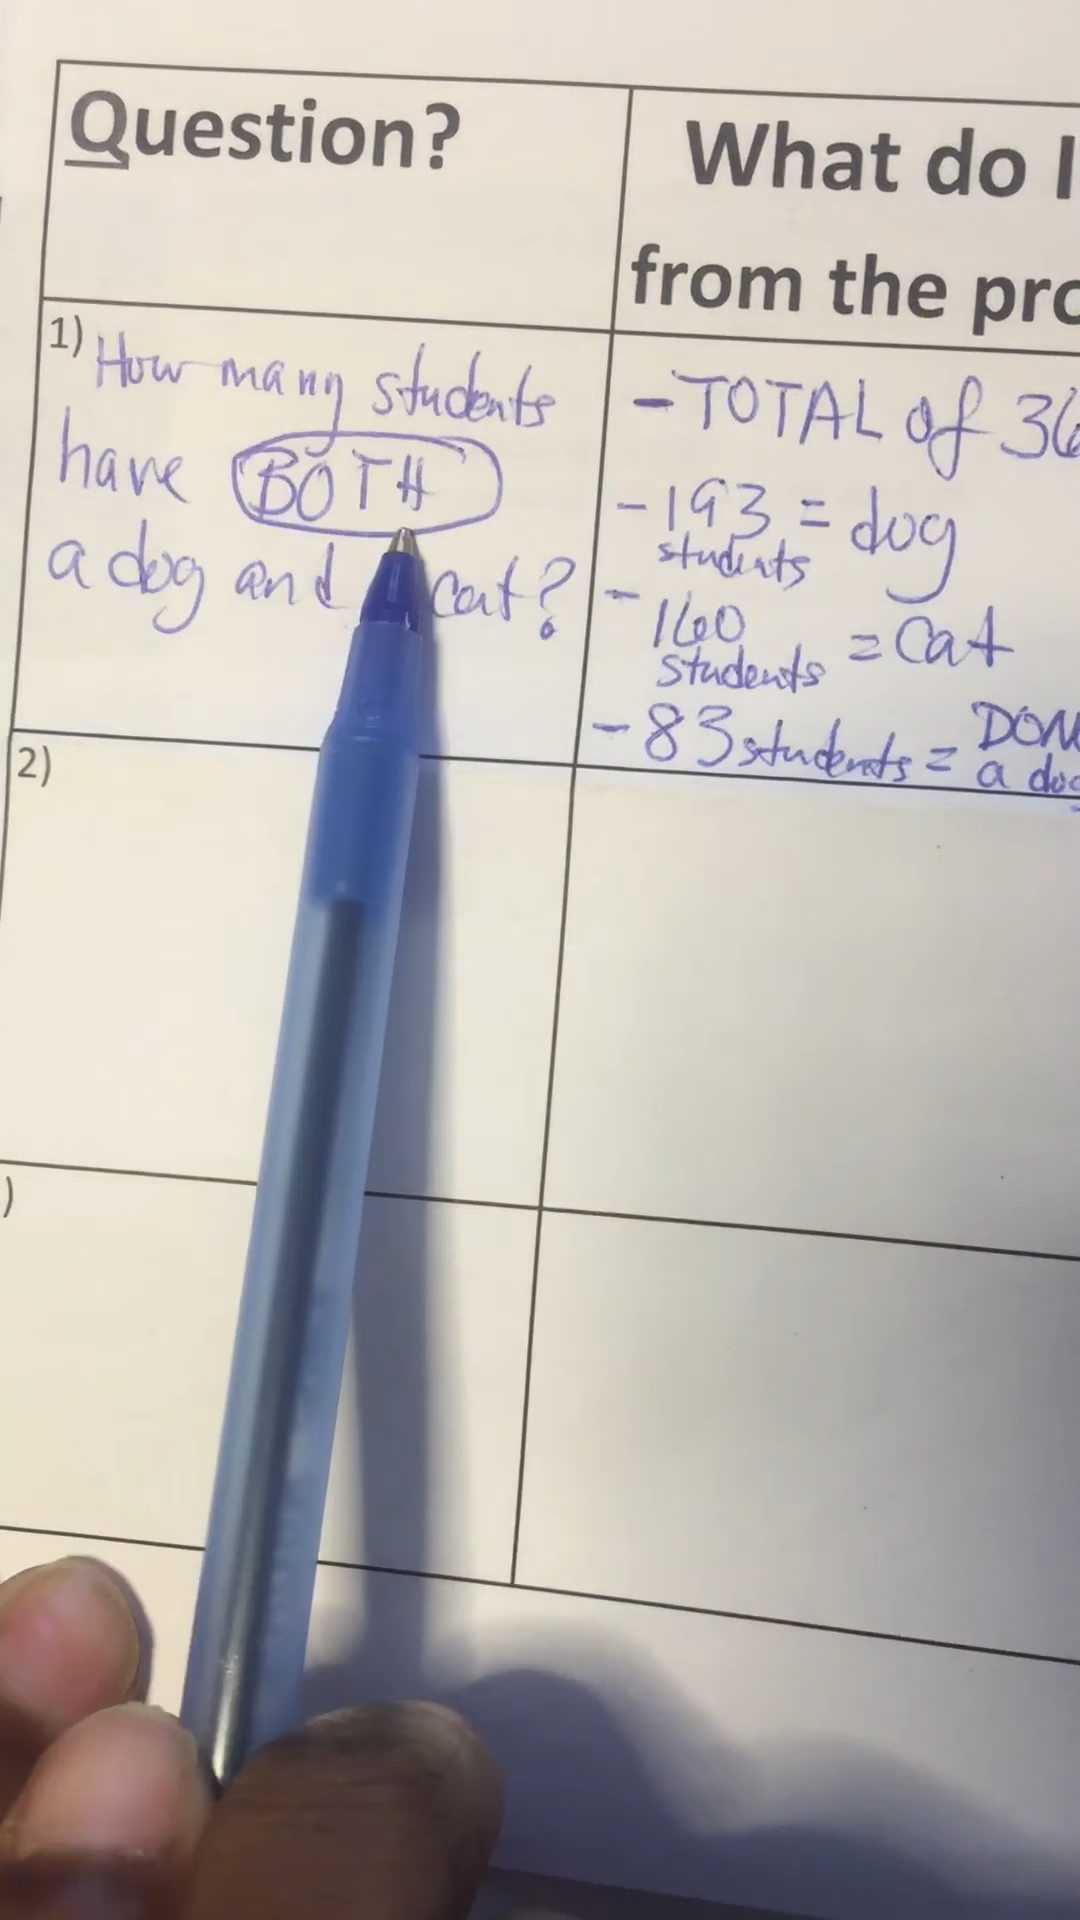 Question?
What do I
from the pro
1) How many students
have BOTH
a dog and cat?
-TOTAL of 36
-193 = dog
students
-160 = cat
students
-83 students = DON
a dog
2)
)